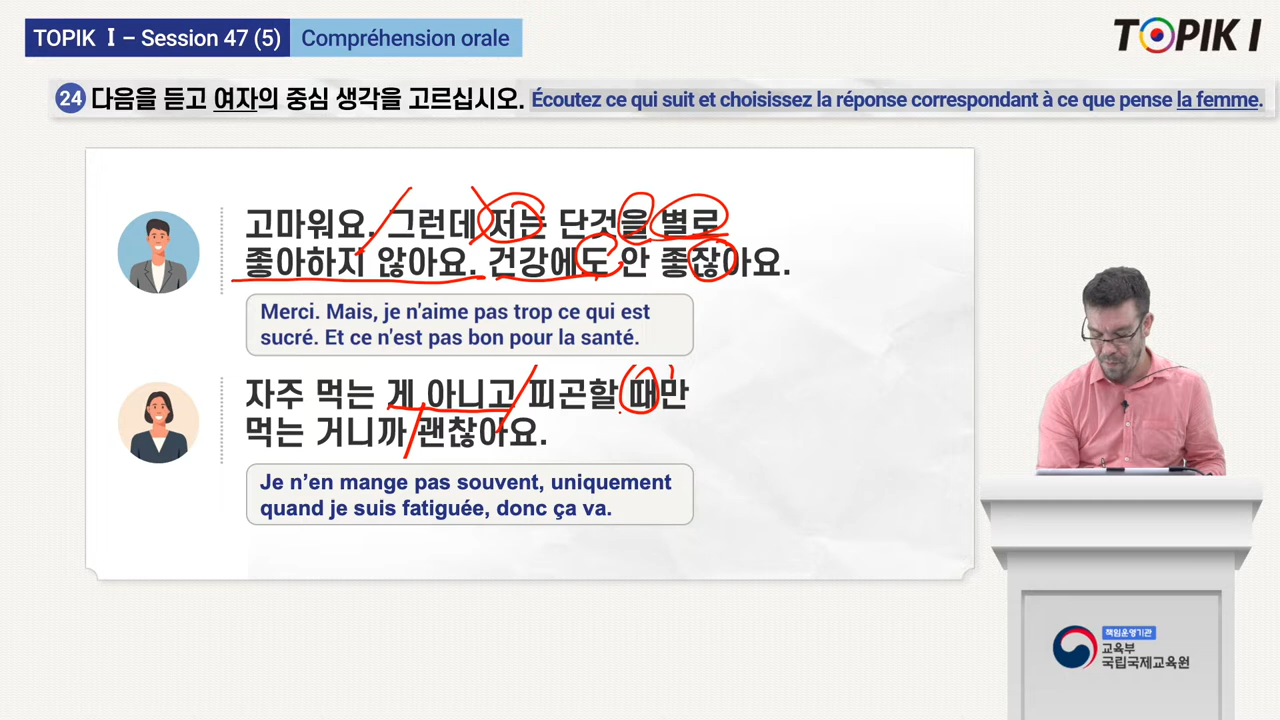 TOPIK I – Session 47 (5) Compréhension orale
TOPIK I
24 다음을 듣고 여자의 중심 생각을 고르십시오. Écoutez ce qui suit et choisissez la réponse correspondant à ce que pense la femme.
고마워요. 그런데 저는 단것을 별로
좋아하지 않아요. 건강에도 안 좋잖아요.
Merci. Mais, je n'aime pas trop ce qui est
sucré. Et ce n'est pas bon pour la santé.
자주 먹는 게 아니고 피곤할 때만
먹는 거니까 괜찮아요.
Je n’en mange pas souvent, uniquement
quand je suis fatiguée, donc ça va.
책임운영기관
교육부
국립국제교육원